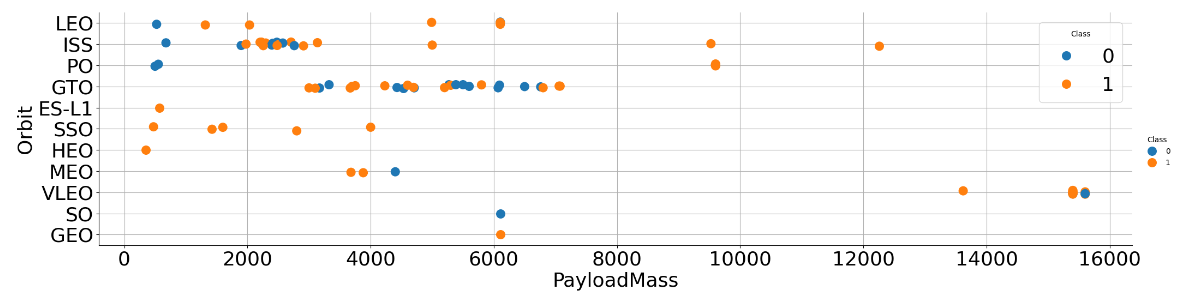 LEO
ISS
PO
GTO
ES-L1
SSO
HEO
MEO
VLEO
SO
GEO
Orbit
0 2000 4000 6000 8000 10000 12000 14000 16000
PayloadMass
Class
0
1
Class
0
1